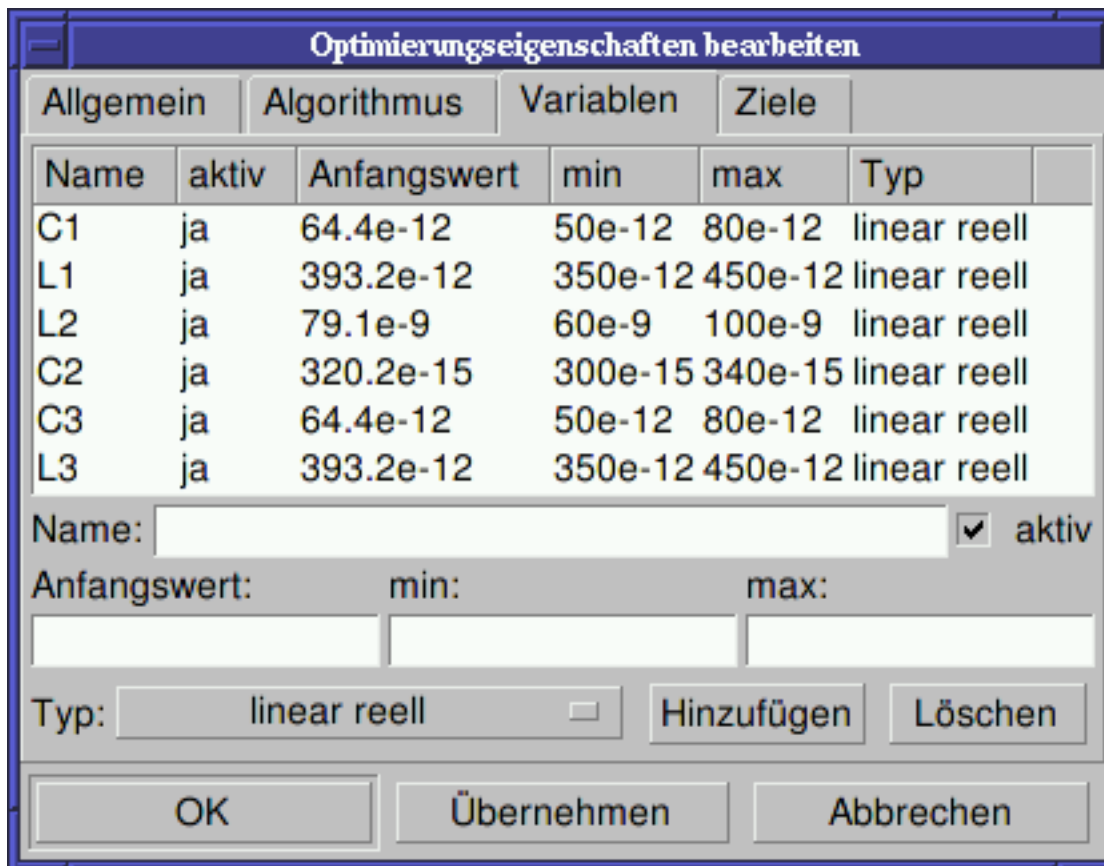 Optimierungseigenschaften bearbeiten
Allgemein Algorithmus Variablen Ziele
Name aktiv Anfangswert min max Typ
C1 ja 64.4e-12 50e-12 80e-12 linear reell
L1 ja 393.2e-12 350e-12 450e-12 linear reell
L2 ja 79.1e-9 60e-9 100e-9 linear reell
C2 ja 320.2e-15 300e-15 340e-15 linear reell
C3 ja 64.4e-12 50e-12 80e-12 linear reell
L3 ja 393.2e-12 350e-12 450e-12 linear reell
Name: aktiv
Anfangswert: min: max:
Typ: linear reell Hinzufügen Löschen
OK Übernehmen Abbrechen